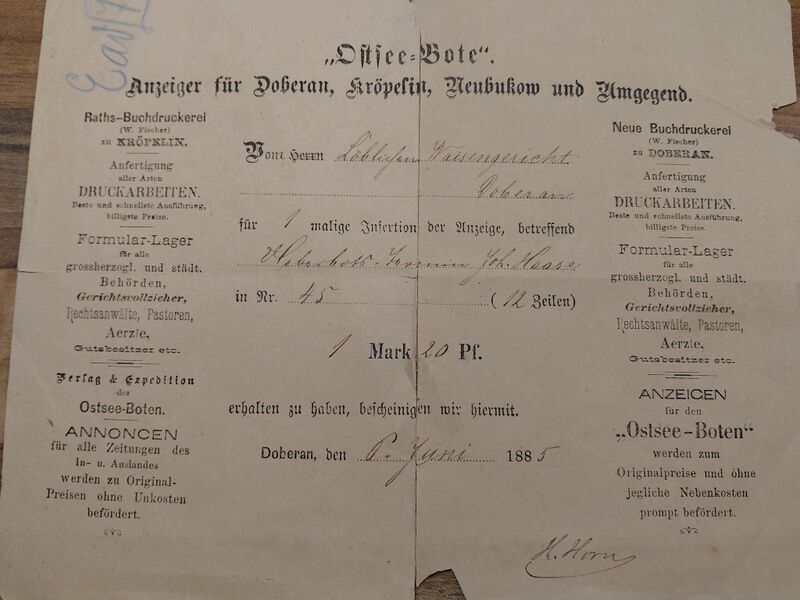 „Ostsee-Bote“.
Anzeiger für Doberan, Kröpelin, Neubukow und Umgegend.
Raths-Buchdruckerei
(W. Fischer)
zu KRÖPELIN.
Anfertigung
aller Arten
DRUCKARBEITEN.
Beste und schnellste Ausführung,
billigste Preise.
Formular-Lager
für alle
grossherzogl. und städt.
Behörden,
Gerichtsvollzieher,
Rechtsanwälte, Pastoren,
Aerzte,
Gutsbesitzer etc.
Verlag & Expedition
des
Ostsee-Boten.
ANNONCEN
für alle Zeitungen des
In- u. Auslandes
werden zu Original-
Preisen ohne Unkosten
befördert.
Vom Herrn Löblichem Waisengericht
Doberan
für 1 malige Insertion der Anzeige, betreffend
Joh. Haase
in Nr. 45 (12 Zeilen)
1 Mark 20 Pf.
erhalten zu haben, bescheinigen wir hiermit.
Doberan, den 6. Juni 1885
H. Horn
Neue Buchdruckerei
(W. Fischer)
zu DOBERAN.
Anfertigung
aller Arten
DRUCKARBEITEN.
Beste und schnellste Ausführung,
billigste Preise.
Formular-Lager
für alle
grossherzogl. und städt.
Behörden,
Gerichtsvollzieher,
Rechtsanwälte, Pastoren,
Aerzte,
Gutsbesitzer etc.
ANZEIGEN
für den
„Ostsee-Boten“
werden zum
Originalpreise und ohne
jegliche Nebenkosten
prompt befördert.